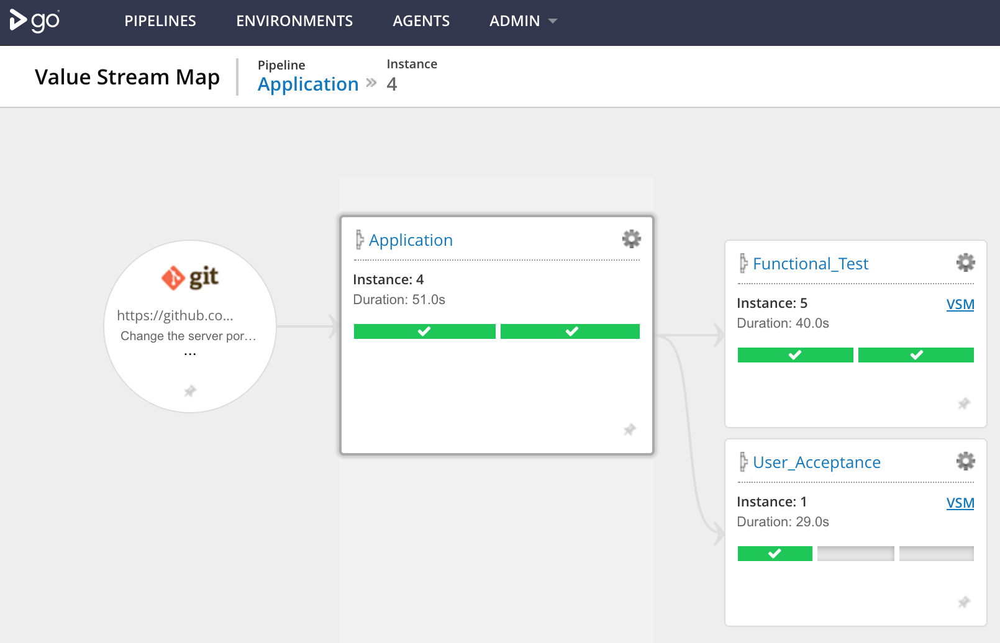 go
PIPELINES
ENVIRONMENTS
AGENTS
ADMIN
Value Stream Map
Pipeline
Application
»
Instance
4
git
https://github.co...
Change the server por...
...
Application
Instance: 4
Duration: 51.0s
Functional_Test
Instance: 5
VSM
Duration: 40.0s
User_Acceptance
Instance: 1
VSM
Duration: 29.0s